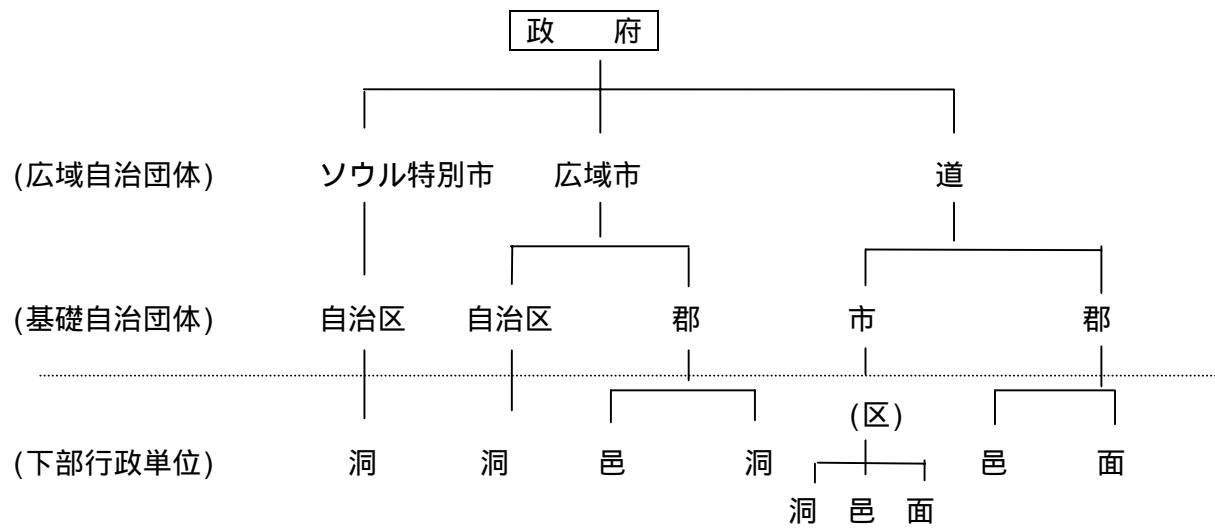 政　　府
(広域自治団体)　ソウル特別市　広域市　道
(基礎自治団体)　自治区　自治区　郡　市　郡
(区)
(下部行政単位)　洞　洞　邑　洞　邑　面
洞　邑　面